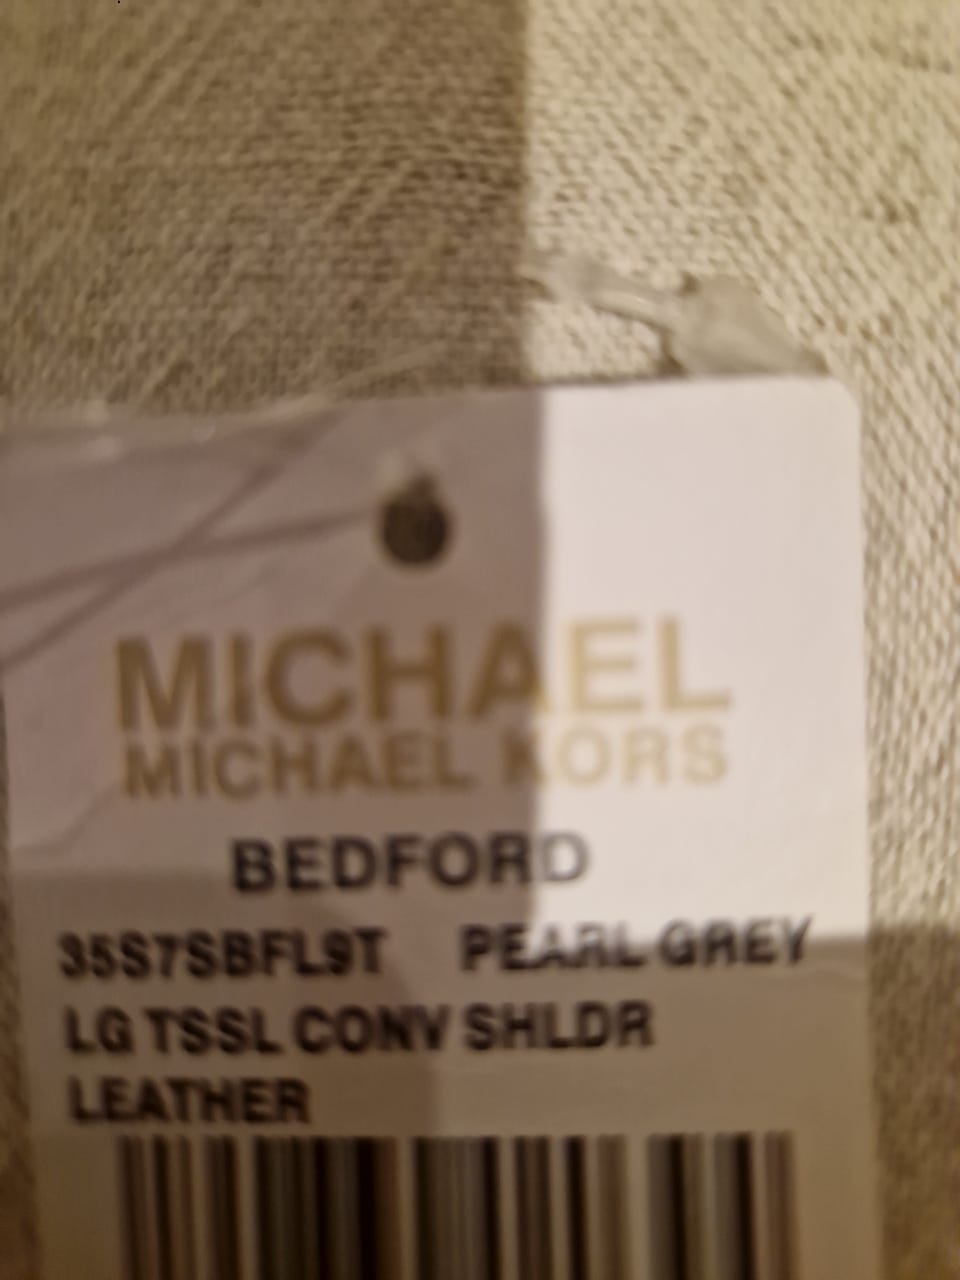 MICHAEL
MICHAEL KORS
BEDFORD
35S7SBFL9T PEARL GREY
LG TSSL CONV SHLDR
LEATHER